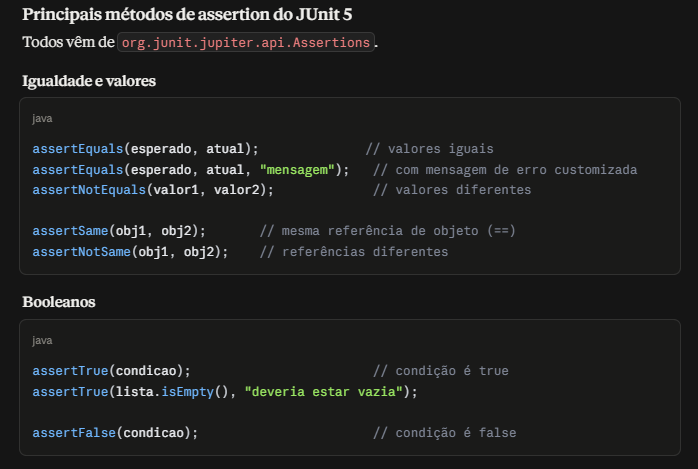 Principais métodos de assertion do JUnit 5
Todos vêm de org.junit.jupiter.api.Assertions.
Igualdade e valores
java
assertEquals(esperado, atual);             // valores iguais
assertEquals(esperado, atual, "mensagem");   // com mensagem de erro customizada
assertNotEquals(valor1, valor2);            // valores diferentes
assertSame(obj1, obj2);       // mesma referência de objeto (==)
assertNotSame(obj1, obj2);    // referências diferentes
Booleanos
java
assertTrue(condicao);                      // condição é true
assertTrue(lista.isEmpty(), "deveria estar vazia");
assertFalse(condicao);                     // condição é false